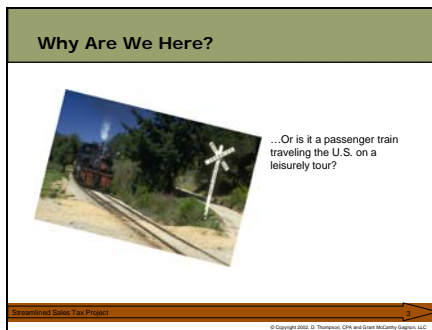 Why Are We Here?
…Or is it a passenger train
traveling the U.S. on a
leisurely tour?
Streamlined Sales Tax Project
3
© Copyright 2002, D. Thompson, CPA and Grant McCarthy Gagnon, LLC